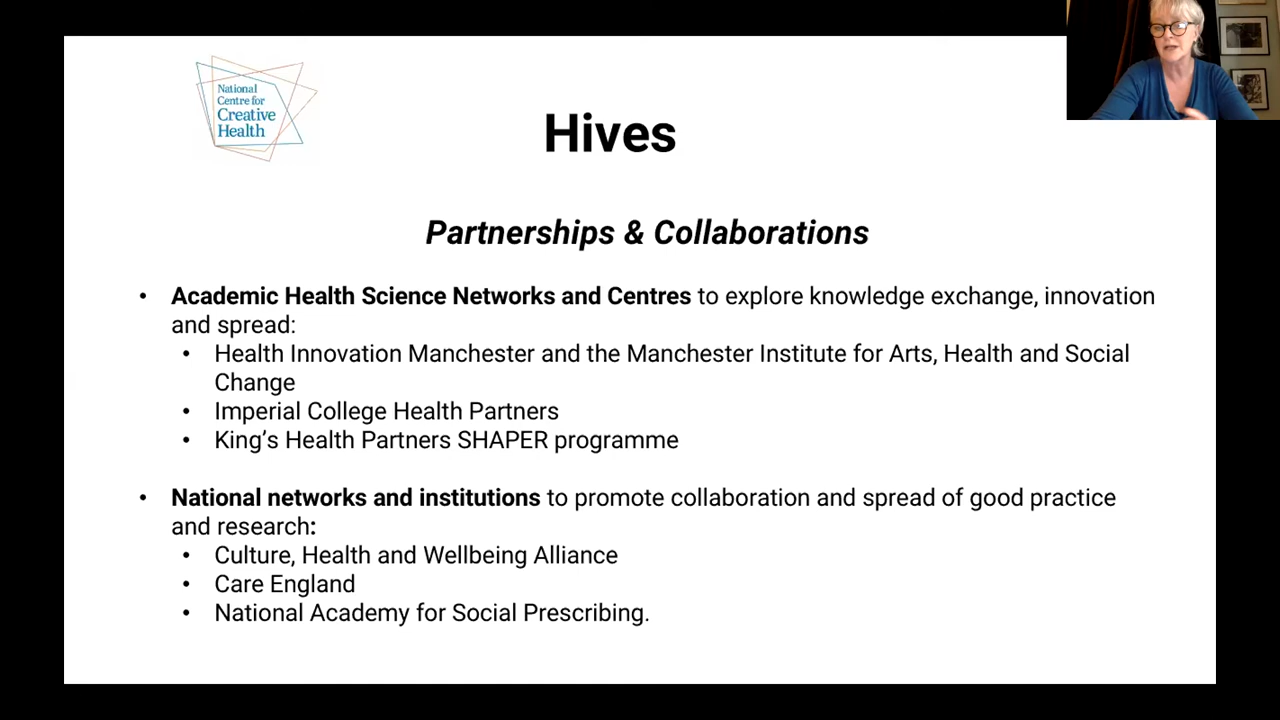 National
Centre for
Creative
Health
Hives
Partnerships & Collaborations
• Academic Health Science Networks and Centres to explore knowledge exchange, innovation
and spread:
• Health Innovation Manchester and the Manchester Institute for Arts, Health and Social
Change
• Imperial College Health Partners
• King’s Health Partners SHAPER programme
• National networks and institutions to promote collaboration and spread of good practice
and research:
• Culture, Health and Wellbeing Alliance
• Care England
• National Academy for Social Prescribing.